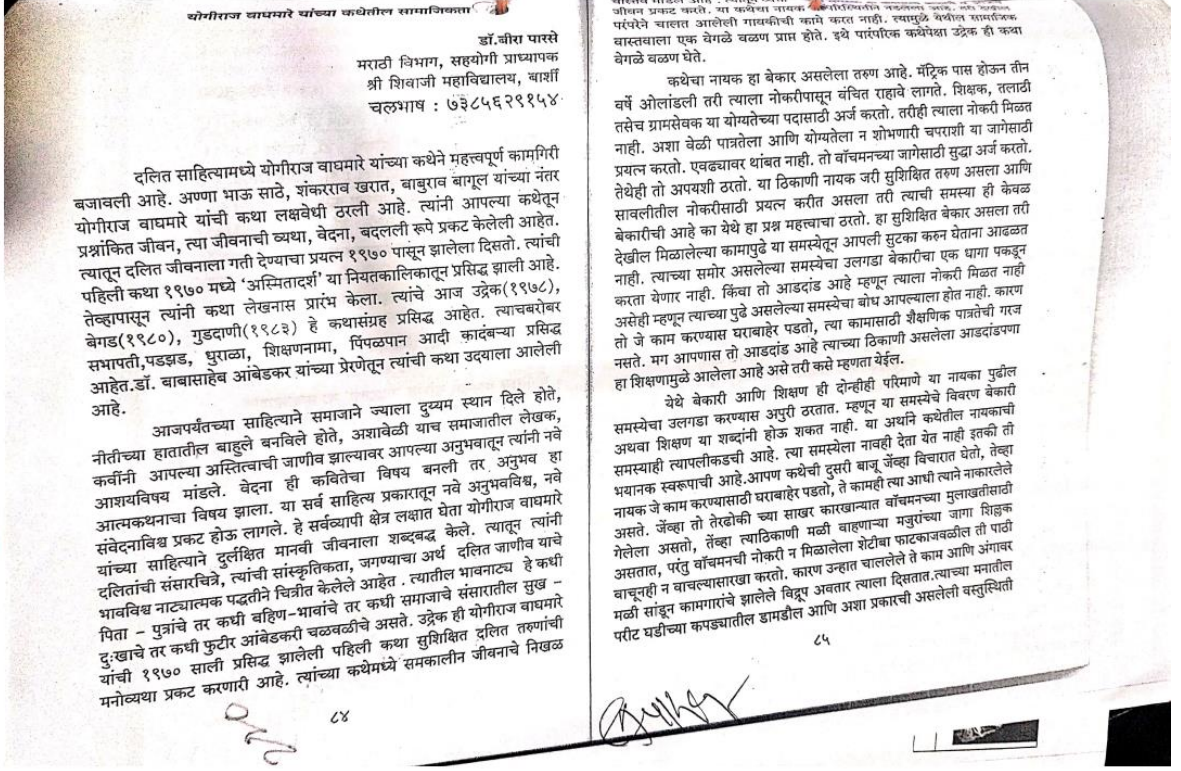 योगीराज वाघमारे यांच्या कथेतील सामाजिकता
डॉ.बीरा पारसे
मराठी विभाग, सहयोगी प्राध्यापक
श्री शिवाजी महाविद्यालय, बार्शी
चलभाष : ७३८५६२९१५४
दलित साहित्यामध्ये योगीराज वाघमारे यांच्या कथेने महत्त्वपूर्ण कामगिरी
बजावली आहे. अण्णा भाऊ साठे, शंकरराव खरात, बाबुराव बागूल यांच्या नंतर
योगीराज वाघमारे यांची कथा लक्षवेधी ठरली आहे. त्यांनी आपल्या कथेतून
प्रश्नांकित जीवन, त्या जीवनाची व्यथा, वेदना, बदलली रूपे प्रकट केलेली आहेत.
त्यातून दलित जीवनाला गती देण्याचा प्रयत्न १९७० पासून झालेला दिसतो. त्यांची
पहिली कथा १९७० मध्ये ‘अस्मितादर्श’ या नियतकालिकातून प्रसिद्ध झाली आहे.
तेव्हापासून त्यांनी कथा लेखनास प्रारंभ केला. त्यांचे आज उद्रेक(१९७८),
बेगड(१९८०), गुडदाणी(१९८३) हे कथासंग्रह प्रसिद्ध आहेत. त्याचबरोबर
सभापती,पडझड, धुराळा, शिक्षणनामा, पिंपळपान आदी कादंबऱ्या प्रसिद्ध
आहेत.डॉ. बाबासाहेब आंबेडकर यांच्या प्रेरणेतून त्यांची कथा उदयाला आलेली
आहे.
आजपर्यंतच्या साहित्याने समाजाने ज्याला दुय्यम स्थान दिले होते,
नीतीच्या हातातील बाहुले बनविले होते, अशावेळी याच समाजातील लेखक,
कवींनी आपल्या अस्तित्वाची जाणीव झाल्यावर आपल्या अनुभवातून त्यांनी नवे
आशयविषय मांडले. वेदना ही कवितेचा विषय बनली तर अनुभव हा
आत्मकथनाचा विषय झाला. या सर्व साहित्य प्रकारातून नवे अनुभवविश्व, नवे
संवेदनाविश्व प्रकट होऊ लागले. हे सर्वव्यापी क्षेत्र लक्षात घेता योगीराज वाघमारे
यांच्या साहित्याने दुर्लक्षित मानवी जीवनाला शब्दबद्ध केले. त्यातून त्यांनी
दलितांची संसारचित्रे, त्यांची सांस्कृतिकता, जगण्याचा अर्थ दलित जाणीव याचे
भावविश्व नाट्यात्मक पद्धतीने चित्रीत केलेले आहेत . त्यातील भावनाट्य हे कधी
पिता – पुत्रांचे तर कधी बहिण–भावांचे तर कधी समाजाचे संसारातील सुख –
दुःखाचे तर कधी फुटीर आंबेडकरी चळवळीचे असते. उद्रेक ही योगीराज वाघमारे
यांची १९७० साली प्रसिद्ध झालेली पहिली कथा सुशिक्षित दलित तरुणांची
मनोव्यथा प्रकट करणारी आहे. त्यांच्या कथेमध्ये समकालीन जीवनाचे निखळ
८४
जीवन प्रकट करते. या कथेचा नायक
परंपरेने चालत आलेली गायकीची कामे करत नाही. त्यामुळे येथील सामाजिक
वास्तवाला एक वेगळे वळण प्राप्त होते. इथे पारंपरिक कथेपेक्षा उद्रेक ही कथा
वेगळे वळण घेते.
कथेचा नायक हा बेकार असलेला तरुण आहे. मॅट्रिक पास होऊन तीन
वर्षे ओलांडली तरी त्याला नोकरीपासून वंचित राहावे लागते. शिक्षक, तलाठी
तसेच ग्रामसेवक या योग्यतेच्या पदासाठी अर्ज करतो. तरीही त्याला नोकरी मिळत
नाही. अशा वेळी पात्रतेला आणि योग्यतेला न शोभणारी चपराशी या जागेसाठी
प्रयत्न करतो. एवढ्यावर थांबत नाही. तो वॉचमनच्या जागेसाठी सुद्धा अर्ज करतो.
तेथेही तो अपयशी ठरतो. या ठिकाणी नायक जरी सुशिक्षित तरुण असला आणि
सावलीतील नोकरीसाठी प्रयत्न करीत असला तरी त्याची समस्या ही केवळ
बेकारीची आहे का येथे हा प्रश्न महत्त्वाचा ठरतो. हा सुशिक्षित बेकार असला तरी
देखील मिळालेल्या कामापुढे या समस्येतून आपली सुटका करुन घेताना आढळत
नाही. त्याच्या समोर असलेल्या समस्येचा उलगडा बेकारीचा एक धागा पकडून
करता येणार नाही. किंवा तो आडदांड आहे म्हणून त्याला नोकरी मिळत नाही
असेही म्हणून त्याच्या पुढे असलेल्या समस्येचा बोध आपल्याला होत नाही. कारण
तो जे काम करण्यास घराबाहेर पडतो, त्या कामासाठी शैक्षणिक पात्रतेची गरज
नसते. मग आपणास तो आडदांड आहे त्याच्या ठिकाणी असलेला आडदांडपणा
हा शिक्षणामुळे आलेला आहे असे तरी कसे म्हणता येईल.
येथे बेकारी आणि शिक्षण ही दोन्हीही परिमाणे या नायका पुढील
समस्येचा उलगडा करण्यास अपुरी ठरतात. म्हणून या समस्येचे विवरण बेकारी
अथवा शिक्षण या शब्दांनी होऊ शकत नाही. या अर्थाने कथेतील नायकाची
समस्याही त्यापलीकडची आहे. त्या समस्येला नावही देता येत नाही इतकी ती
भयानक स्वरूपाची आहे.आपण कथेची दुसरी बाजू जेंव्हा विचारात घेतो, तेव्हा
नायक जे काम करण्यासाठी घराबाहेर पडतो, ते कामही त्या आधी त्याने नाकारलेले
असते. जेंव्हा तो तेरढोकी च्या साखर कारखान्यात वॉचमनच्या मुलाखतीसाठी
गेलेला असतो, तेंव्हा त्याठिकाणी मळी वाहणाऱ्या मजुरांच्या जागा शिल्लक
असतात, परंतु वॉचमनची नोकरी न मिळालेला शेटीबा फाटकाजवळील ती पाठी
वाचूनही न वाचल्यासारखा करतो. कारण उन्हात चाललेले ते काम आणि अंगावर
मळी सांडून कामगारांचे झालेले विद्रूप अवतार त्याला दिसतात.त्याच्या मनातील
परीट घडीच्या कपड्यातील डामडौल आणि अशा प्रकारची असलेली वस्तुस्थिती
८५